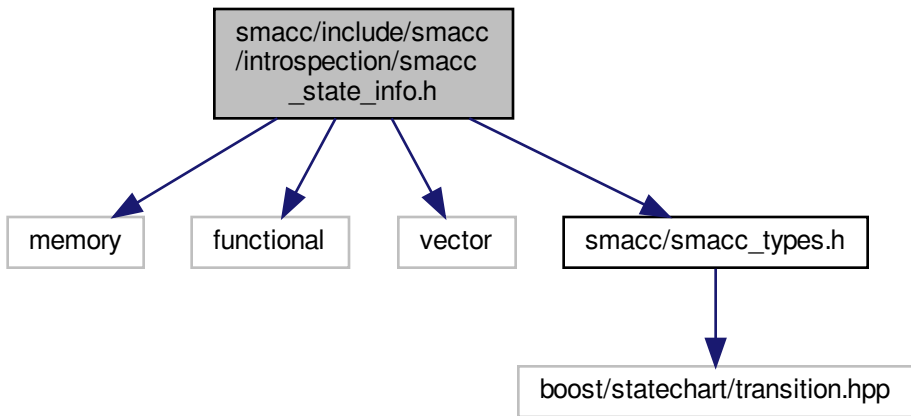 smacc/include/smacc
/introspection/smacc
_state_info.h
memory
functional
vector
smacc/smacc_types.h
boost/statechart/transition.hpp